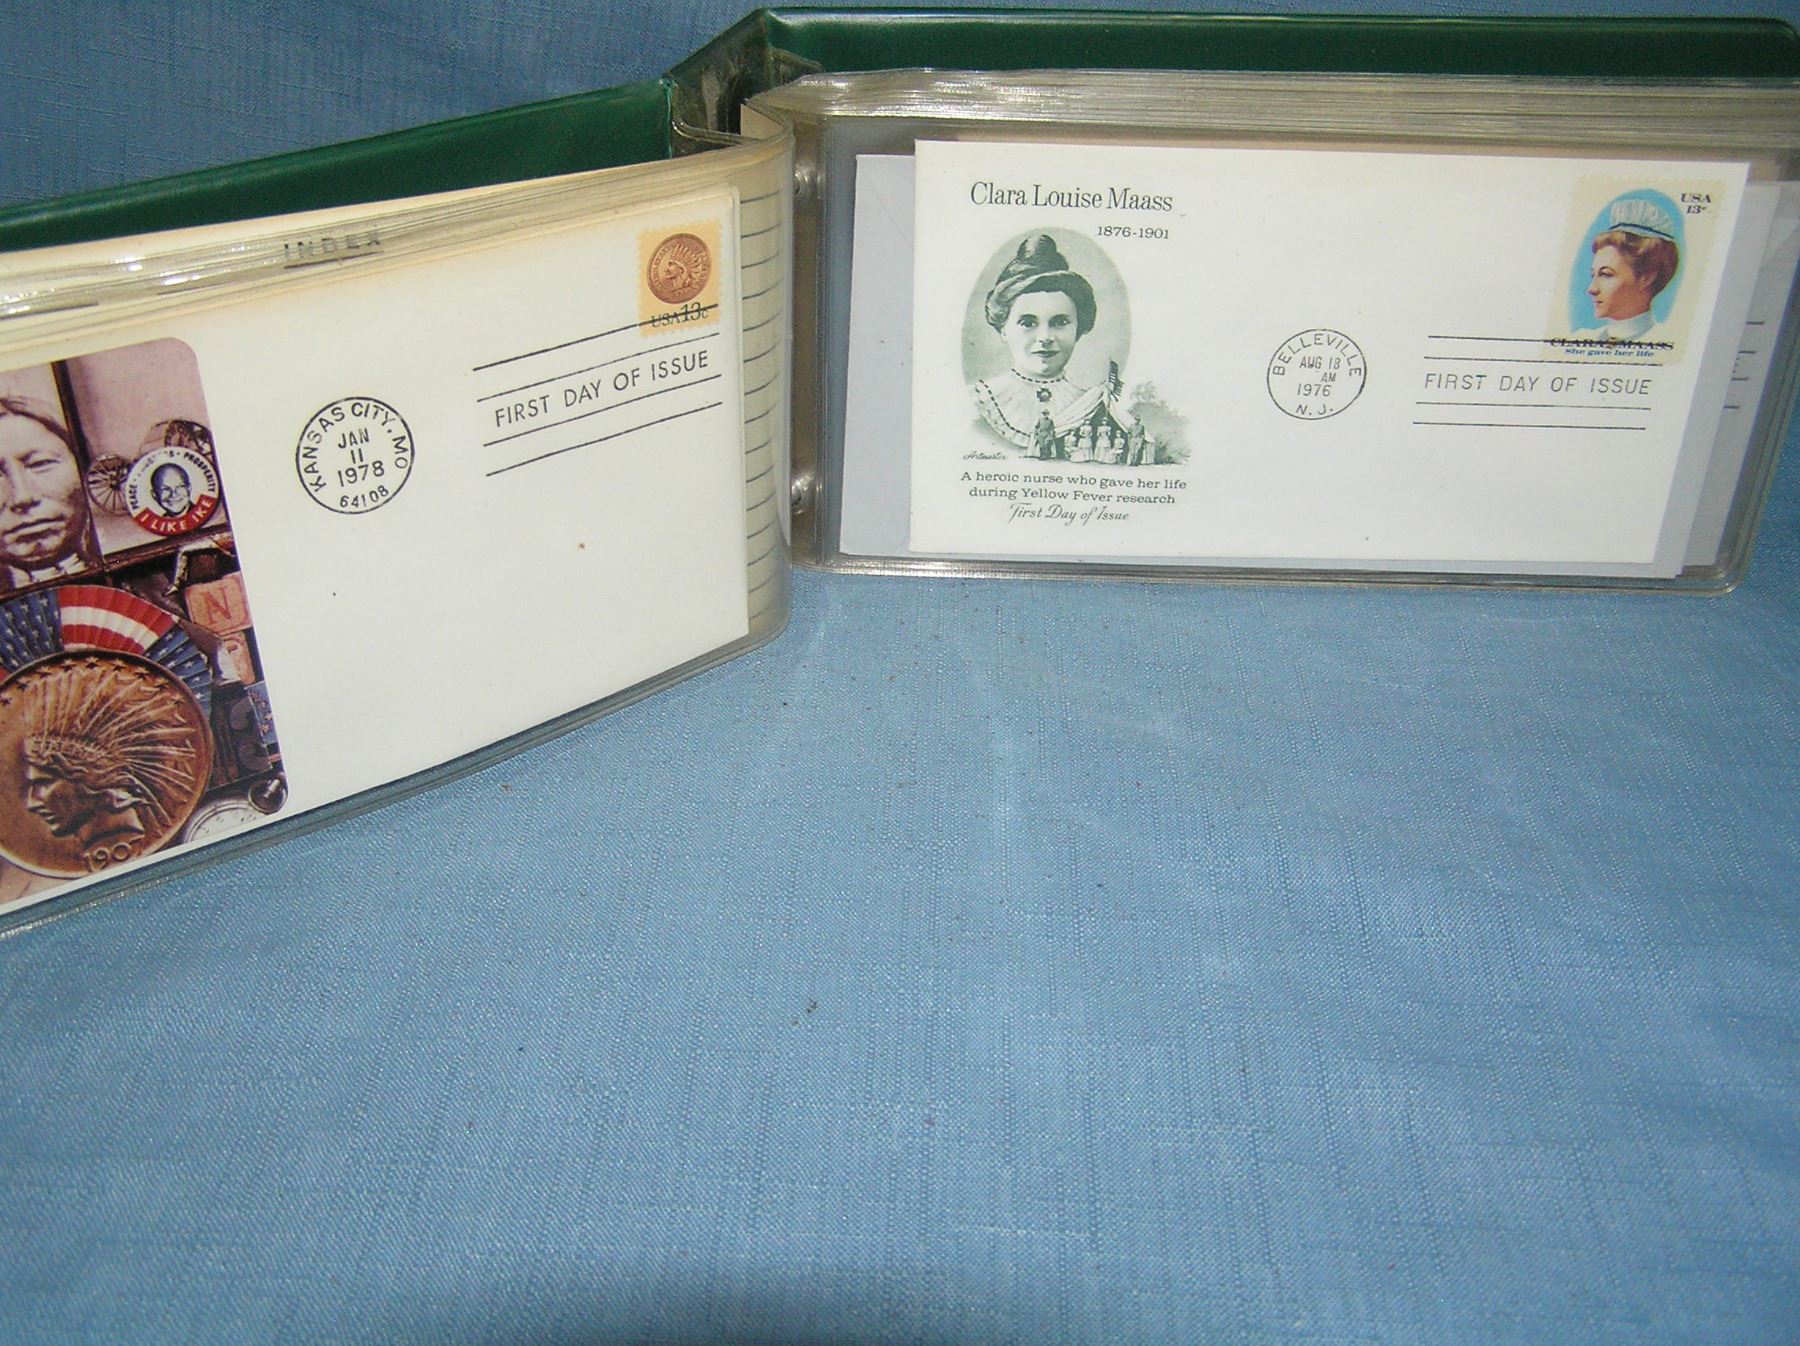 INDEX
USA 13c
FIRST DAY OF ISSUE
KANSAS CITY, MO
JAN
11
1978
64108
PEACE
PROSPERITY
I LIKE IKE
N
1907
Clara Louise Maass
1876-1901
Artmaster
A heroic nurse who gave her life
during Yellow Fever research
First Day of Issue
BELLEVILLE
AUG 18
AM
1976
N. J.
USA
13c
CLARA MAASS
She gave her life
FIRST DAY OF ISSUE